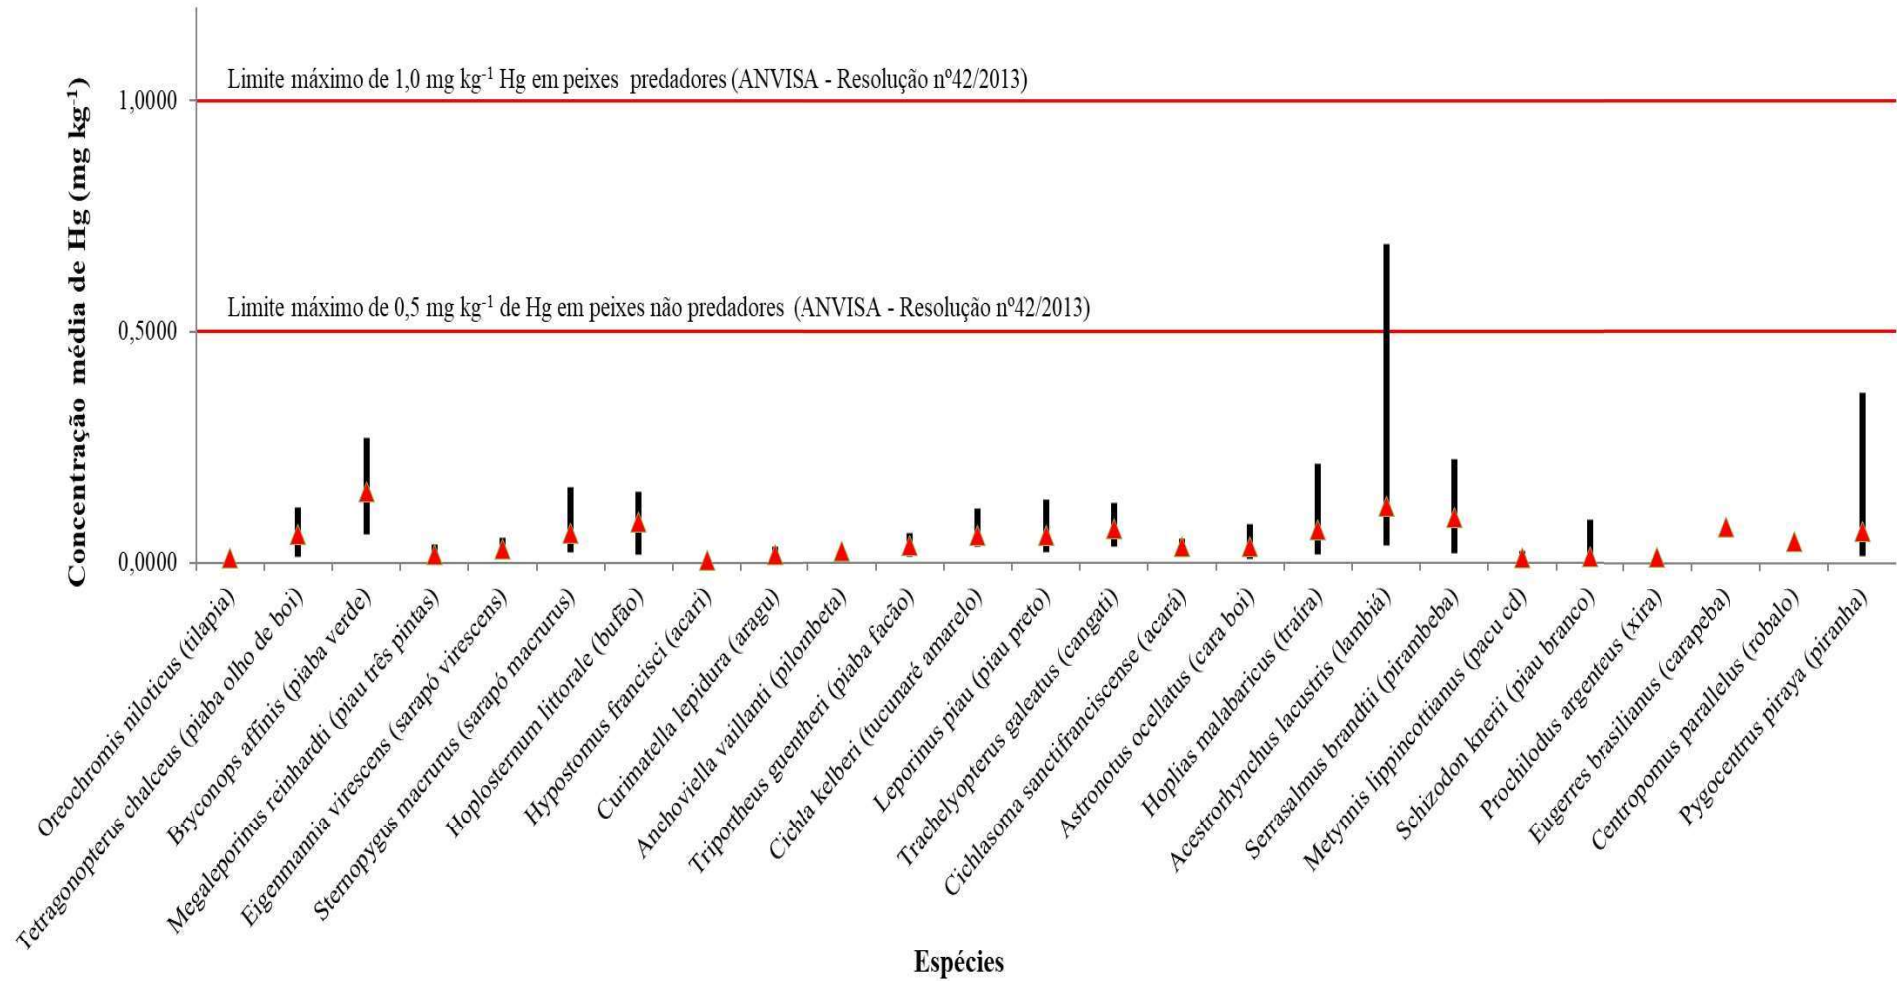 Concentração média de Hg (mg kg⁻¹)
1,0000
0,5000
0,0000
Limite máximo de 1,0 mg kg⁻¹ Hg em peixes predadores (ANVISA - Resolução nº42/2013)
Limite máximo de 0,5 mg kg⁻¹ de Hg em peixes não predadores (ANVISA - Resolução nº42/2013)
Oreochromis niloticus (tilapia)
Tetragonopterus chalceus (piaba olho de boi)
Bryconops affinis (piaba verde)
Megaleporinus reinhardti (piau três pintas)
Eigenmannia virescens (sarapó virescens)
Sternopygus macrurus (sarapó macrurus)
Hoplosternum littorale (bufão)
Hypostomus francisci (acari)
Curimatella lepidura (aragu)
Anchoviella vaillanti (pilombeta)
Triportheus guentheri (piaba facão)
Cichla kelberi (tucunaré amarelo)
Leporinus piau (piau preto)
Trachelyopterus galeatus (cangati)
Cichlasoma sanctifranciscense (acará)
Astronotus ocellatus (cara boi)
Hoplias malabaricus (traíra)
Acestrorhynchus lacustris (lambiá)
Serrasalmus brandtii (pirambeba)
Metynnis lippincottianus (pacu cd)
Schizodon knerii (piau branco)
Prochilodus argenteus (xira)
Eugerres brasilianus (carapeba)
Centropomus parallelus (robalo)
Pygocentrus piraya (piranha)
Espécies